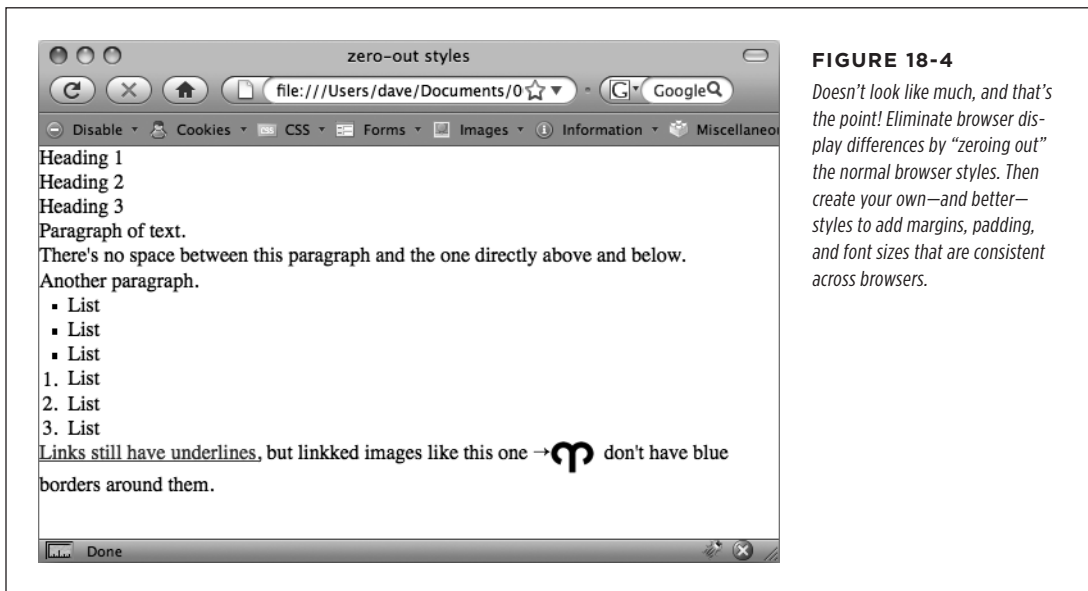 zero-out styles
file:///Users/dave/Documents/0
G
Google
Disable
Cookies
CSS
CSS
Forms
Images
Information
Miscellaneou
Heading 1
Heading 2
Heading 3
Paragraph of text.
There's no space between this paragraph and the one directly above and below.
Another paragraph.
▪ List
▪ List
▪ List
1. List
2. List
3. List
Links still have underlines, but linkked images like this one → don't have blue
borders around them.
Done
FIGURE 18-4
Doesn't look like much, and that's
the point! Eliminate browser dis-
play differences by “zeroing out”
the normal browser styles. Then
create your own—and better—
styles to add margins, padding,
and font sizes that are consistent
across browsers.